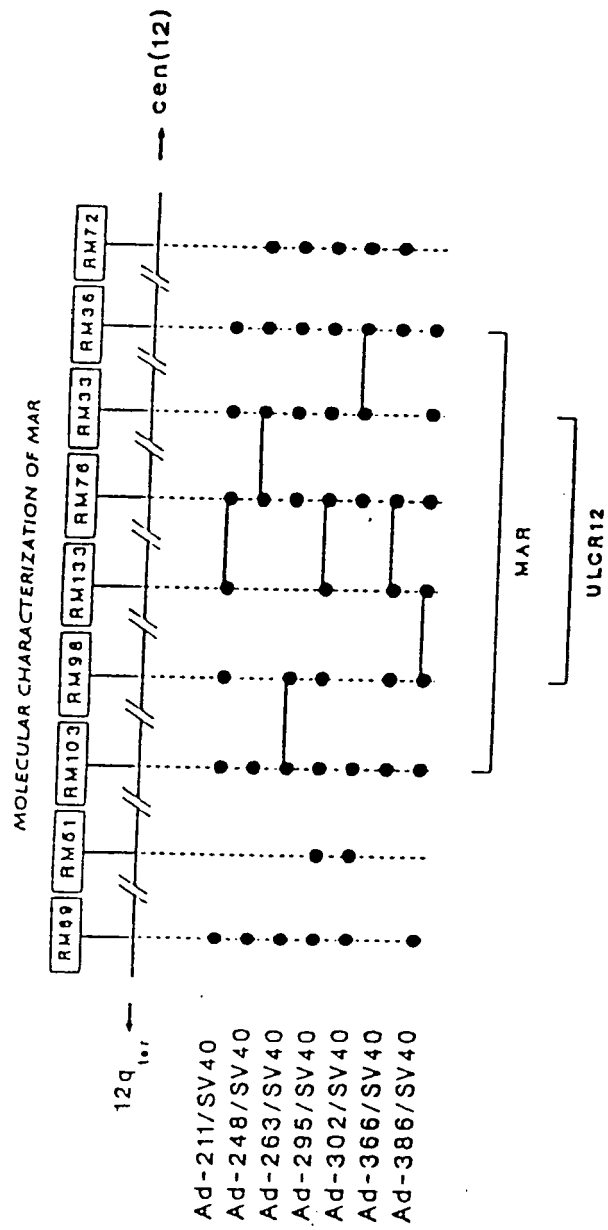 MOLECULAR CHARACTERIZATION OF MAR
RM69 RM51 RM103 RM98 RM133 RM76 RM33 RM36 RM72
12q ter
cen(12)
Ad-211/SV40
Ad-248/SV40
Ad-263/SV40
Ad-295/SV40
Ad-302/SV40
Ad-366/SV40
Ad-386/SV40
MAR
ULCR12